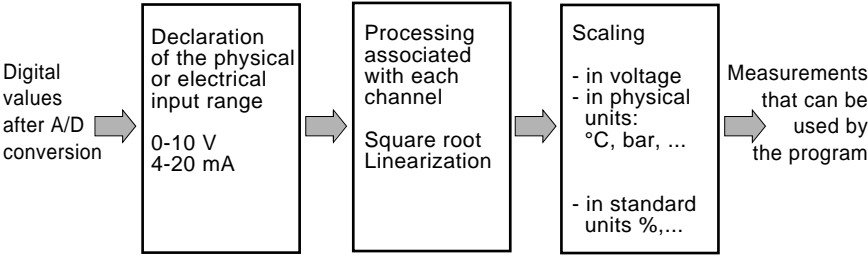 Digital
values
after A/D
conversion
Declaration
of the physical
or electrical
input range
0-10 V
4-20 mA
Processing
associated
with each
channel
Square root
Linearization
Scaling
- in voltage
- in physical
units:
°C, bar, ...
- in standard
units %,...
Measurements
that can be
used by
the program